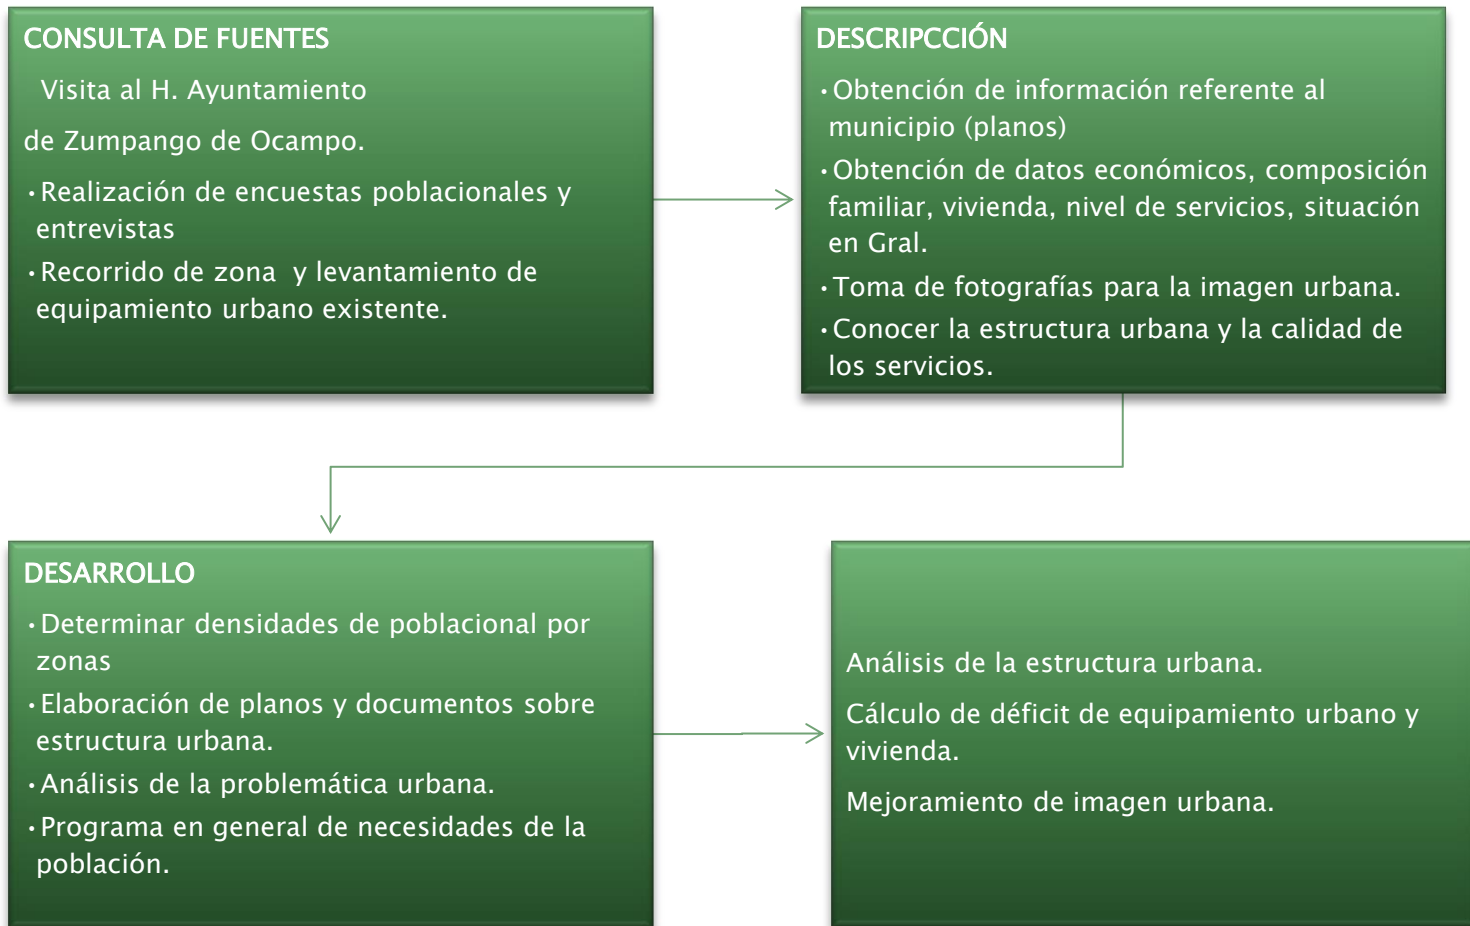 CONSULTA DE FUENTES
Visita al H. Ayuntamiento
de Zumpango de Ocampo.
•Realización de encuestas poblacionales y
entrevistas
•Recorrido de zona y levantamiento de
equipamiento urbano existente.
DESCRIPCCIÓN
•Obtención de información referente al
municipio (planos)
•Obtención de datos económicos, composición
familiar, vivienda, nivel de servicios, situación
en Gral.
•Toma de fotografías para la imagen urbana.
•Conocer la estructura urbana y la calidad de
los servicios.
DESARROLLO
•Determinar densidades de poblacional por
zonas
•Elaboración de planos y documentos sobre
estructura urbana.
•Análisis de la problemática urbana.
•Programa en general de necesidades de la
población.
Análisis de la estructura urbana.
Cálculo de déficit de equipamiento urbano y
vivienda.
Mejoramiento de imagen urbana.